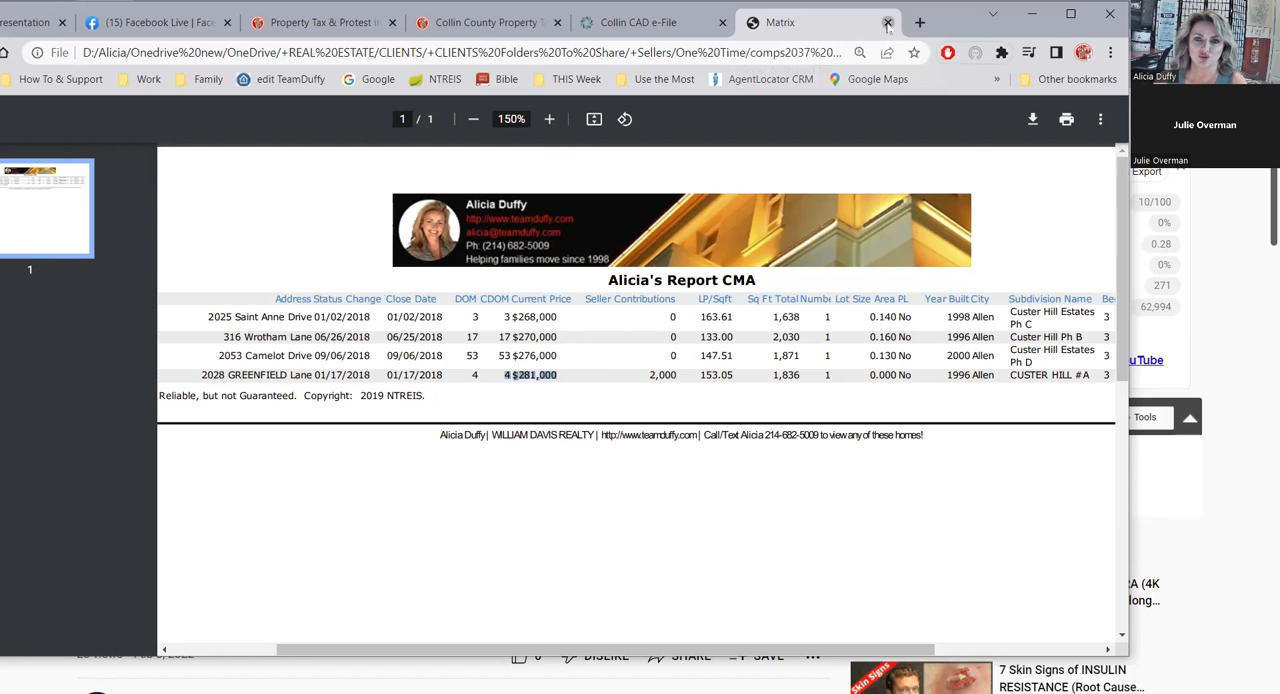 resentation
(15) Facebook Live | Face
Property Tax & Protest in
Collin County Property T
Collin CAD e-File
Matrix
File D:/Alicia/Onedrive%20new/OneDrive/+REAL%20ESTATE/CLIENTS/+CLIENTS%20Folders%20To%20Share/+Sellers/One%20Time/comps2037%20...
How To & Support Work Family edit TeamDuffy Google NTREIS Bible THIS Week Use the Most AgentLocator CRM Google Maps » Other bookmarks
Alicia Duffy
Julie Overman
Julie Overman
1 / 1 150%
Export
10/100
0%
0.28
0%
271
62,994
1
Alicia Duffy
http://www.teamduffy.com
alicia@teamduffy.com
Ph: (214) 682-5009
Helping families move since 1998
Alicia's Report CMA
Address Status Change Close Date DOM CDOM Current Price Seller Contributions LP/Sqft Sq Ft Total Numbe Lot Size Area PL Year Built City Subdivision Name Be
2025 Saint Anne Drive 01/02/2018 01/02/2018 3 3 $268,000 0 163.61 1,638 1 0.140 No 1998 Allen Custer Hill Estates Ph C 3
316 Wrotham Lane 06/26/2018 06/25/2018 17 17 $270,000 0 133.00 2,030 1 0.160 No 1996 Allen Custer Hill Ph B 3
2053 Camelot Drive 09/06/2018 09/06/2018 53 53 $276,000 0 147.51 1,871 1 0.130 No 2000 Allen Custer Hill Estates Ph D 3
2028 GREENFIELD Lane 01/17/2018 01/17/2018 4 4 $281,000 2,000 153.05 1,836 1 0.000 No 1996 Allen CUSTER HILL #A 3
Reliable, but not Guaranteed. Copyright: 2019 NTREIS.
Alicia Duffy | WILLIAM DAVIS REALTY | http://www.teamduffy.com | Call/Text Alicia 214-682-5009 to view any of these homes!
uTube
Tools
RA (4K
long...
DISLIKE SHARE SAVE ...
7 Skin Signs of INSULIN
RESISTANCE (Root Cause...
Skin Signs